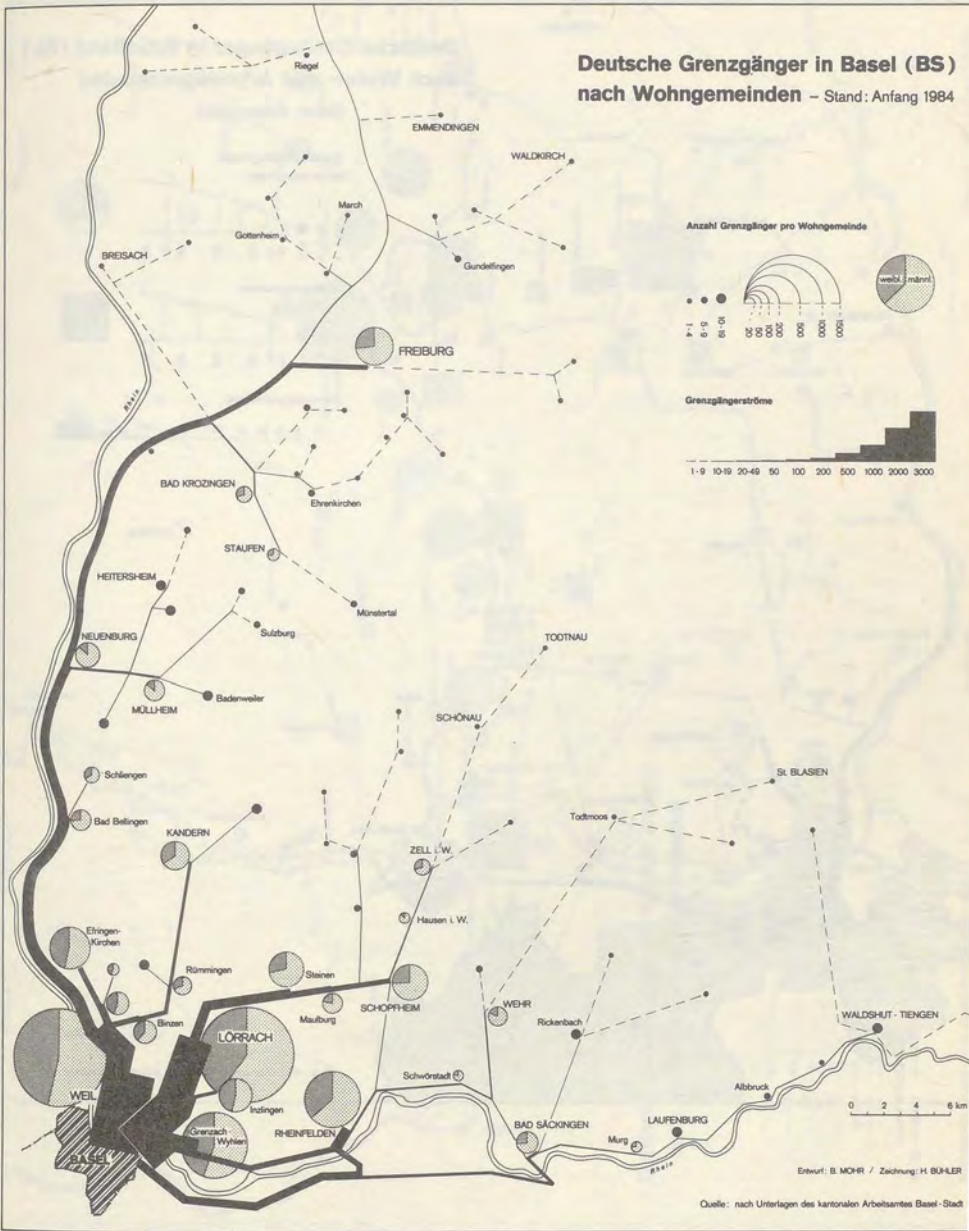 Deutsche Grenzgänger in Basel (BS)
nach Wohngemeinden – Stand: Anfang 1984
Riegel
EMMENDINGEN
WALDKIRCH
March
Gottenheim
Gundelfingen
BREISACH
Anzahl Grenzgänger pro Wohngemeinde
weibl. männl.
1-4
5-9
10-19
20
50
100
200
500
1000
1500
FREIBURG
Rhein
Grenzgängerströme
1-9 10-19 20-49 50 100 200 500 1000 2000 3000
BAD KROZINGEN
Ehrenkirchen
STAUFEN
HEITERSHEIM
Münstertal
Sulzburg
NEUENBURG
TODTNAU
MÜLLHEIM
Badenweiler
SCHÖNAU
Schliengen
St. BLASIEN
Bad Bellingen
Todtmoos
KANDERN
ZELL i.W.
Hausen i. W.
Efringen-
Kirchen
Rümmingen
Steinen
SCHOPFHEIM
Maulburg
WEHR
Binzen
Rickenbach
WALDSHUT-TIENGEN
LÖRRACH
WEIL
Inzlingen
Schwörstadt
Albbruck
0 2 6 km
Grenzach-
Wyhlen
RHEINFELDEN
BAD SÄCKINGEN
LAUFENBURG
Murg
BASEL
Rhein
Entwurf: B. MOHR / Zeichnung: H. BÜHLER
Quelle: nach Unterlagen des kantonalen Arbeitsamtes Basel-Stadt